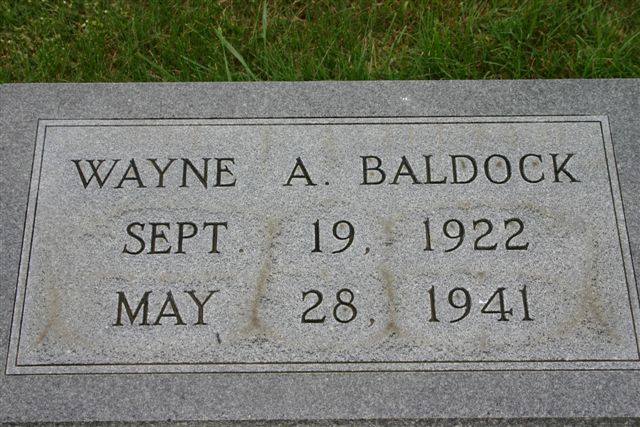 WAYNE A. BALDOCK
SEPT. 19, 1922
MAY 28, 1941